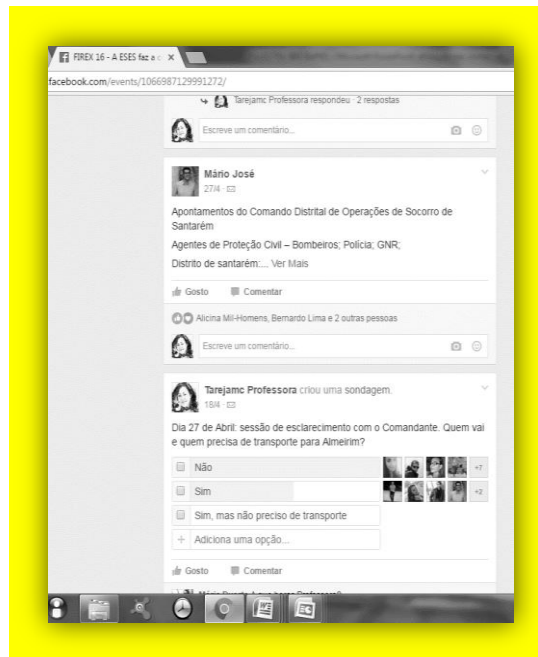 FIREX 16 - A ESES faz a c
facebook.com/events/1066987129991272/
Tarejamc Professora respondeu · 2 respostas
Escreve um comentário...
Mário José
27/4
Apontamentos do Comando Distrital de Operações de Socorro de
Santarém
Agentes de Proteção Civil – Bombeiros; Polícia; GNR;
Distrito de santarém:... Ver Mais
Gosto Comentar
Alicina Mil-Homens, Bernardo Lima e 2 outras pessoas
Escreve um comentário...
Tarejamc Professora criou uma sondagem.
18/4
Dia 27 de Abril: sessão de esclarecimento com o Comandante. Quem vai
e quem precisa de transporte para Almeirim?
Não +7
Sim +2
Sim, mas não preciso de transporte
+ Adiciona uma opção...
Gosto Comentar